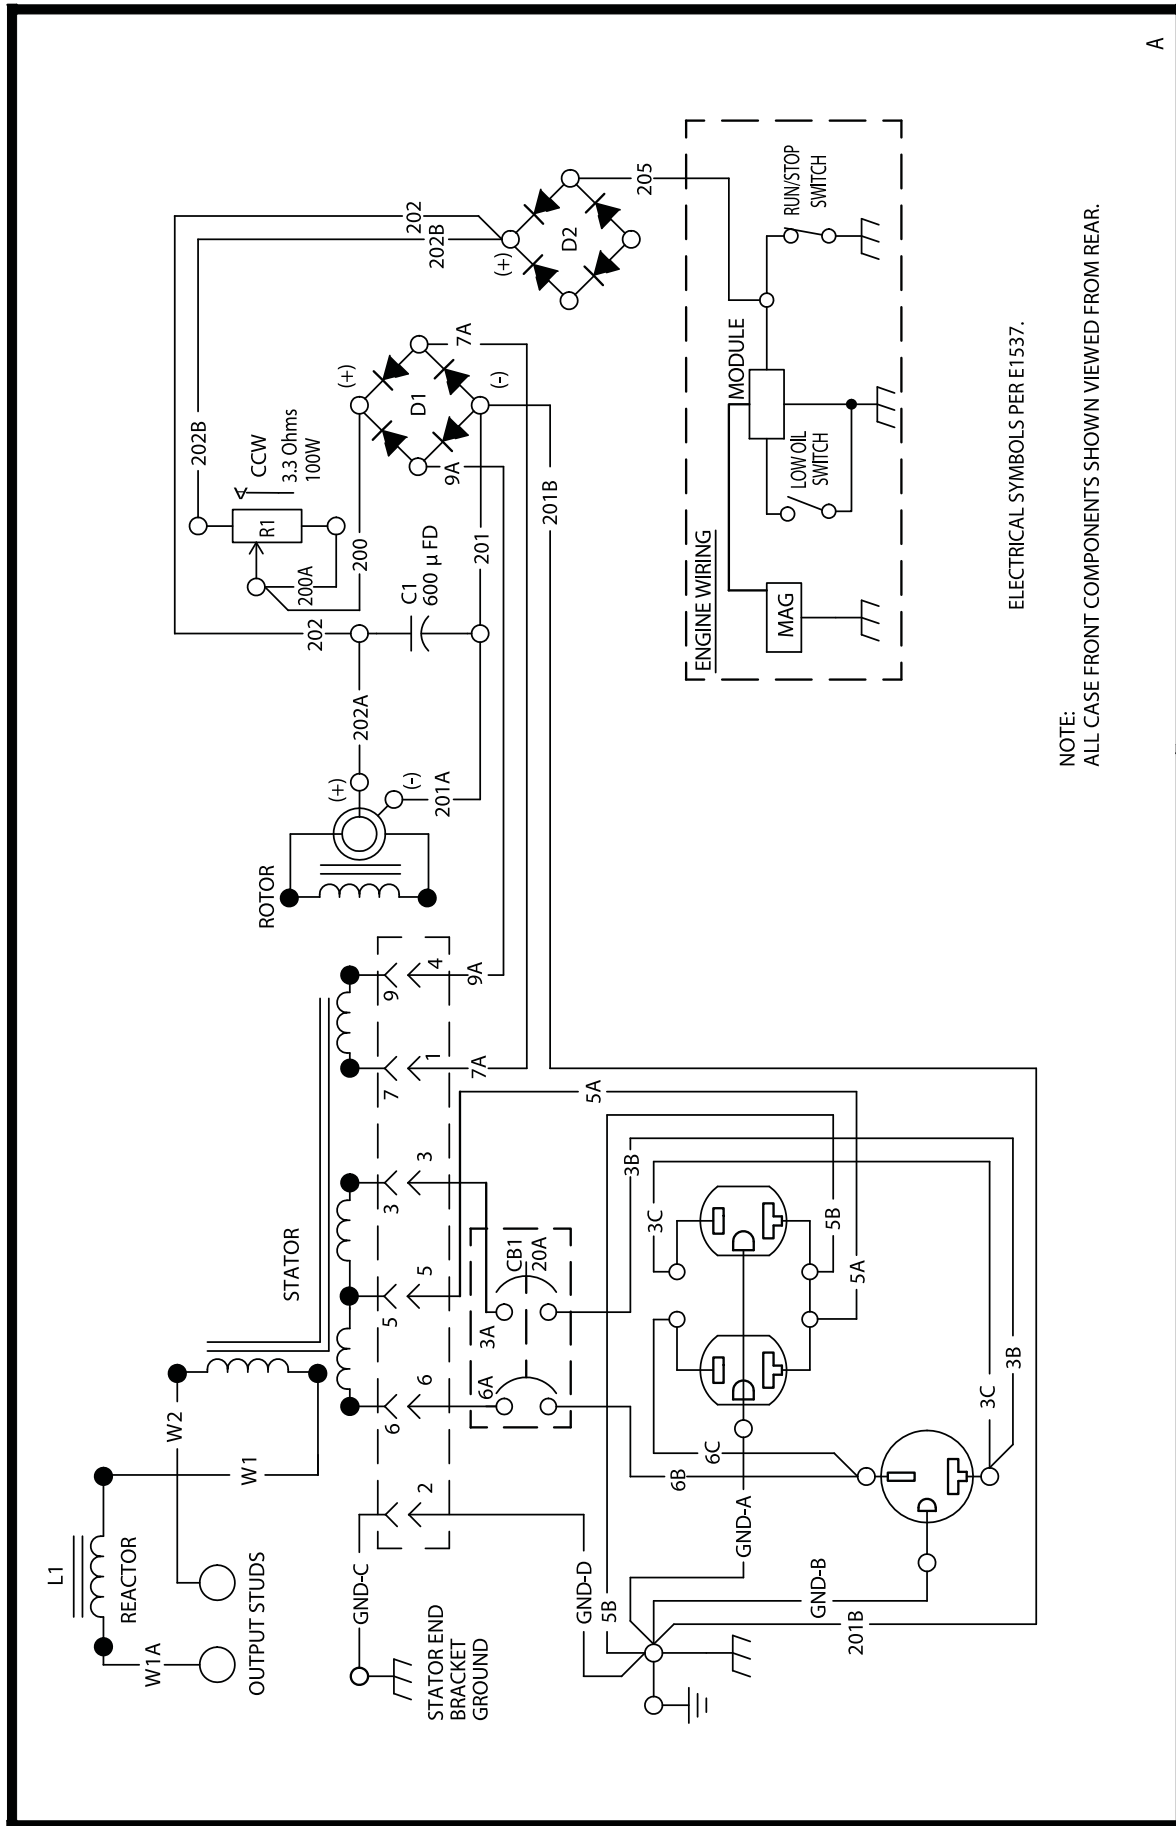 L1
REACTOR
W1A
OUTPUT STUDS
W2
W1
GND-C
STATOR END
BRACKET
GROUND
STATOR
2
6
6
5
5
3
3
7
1
9
4
ROTOR
(+)
(-)
201A
202A
202
202B
202
202B
R1
CCW
3.3 Ohms
100W
200A
200
C1
600 µ FD
201
9A
D1
(+)
(-)
7A
201B
(+)
D2
205
9A
7A
5A
6A
3A
CB1
20A
GND-D
5B
3B
3C
6B
6C
GND-A
5B
5A
GND-B
201B
3C
3B
ENGINE WIRING
MODULE
MAG
LOW OIL
SWITCH
RUN/STOP
SWITCH
ELECTRICAL SYMBOLS PER E1537.
NOTE:
ALL CASE FRONT COMPONENTS SHOWN VIEWED FROM REAR.
A